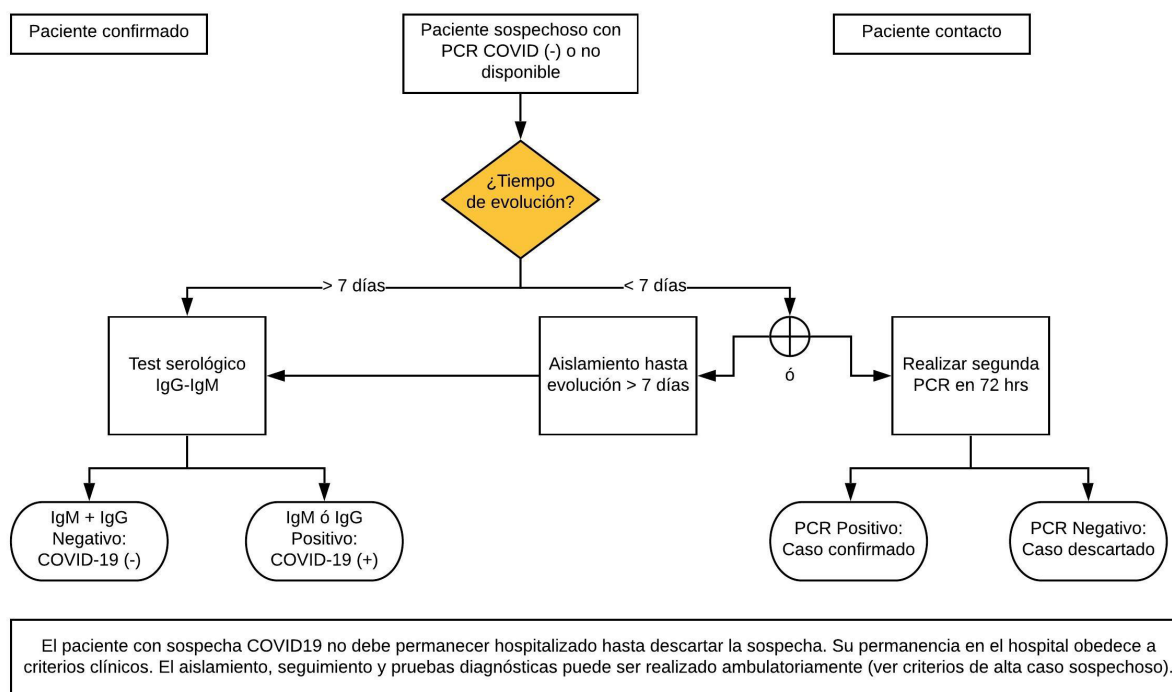 Paciente confirmado
Paciente sospechoso con
PCR COVID (-) o no
disponible
Paciente contacto
¿Tiempo
de evolución?
> 7 días
< 7 días
Test serológico
IgG-IgM
Aislamiento hasta
evolución > 7 días
ó
Realizar segunda
PCR en 72 hrs
IgM + IgG
Negativo:
COVID-19 (-)
IgM ó IgG
Positivo:
COVID-19 (+)
PCR Positivo:
Caso confirmado
PCR Negativo:
Caso descartado
El paciente con sospecha COVID19 no debe permanecer hospitalizado hasta descartar la sospecha. Su permanencia en el hospital obedece a
criterios clínicos. El aislamiento, seguimiento y pruebas diagnósticas puede ser realizado ambulatoriamente (ver criterios de alta caso sospechoso).